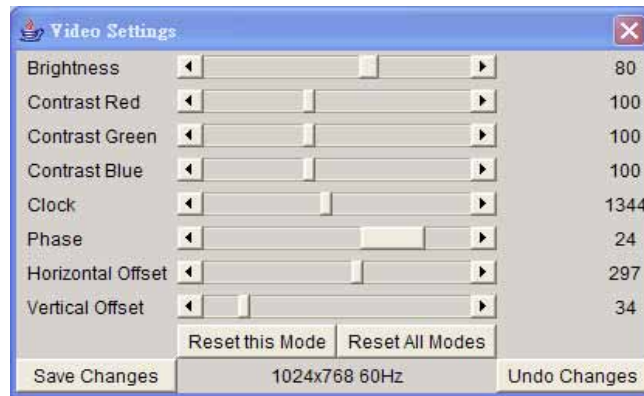 Video Settings
Brightness 80
Contrast Red 100
Contrast Green 100
Contrast Blue 100
Clock 1344
Phase 24
Horizontal Offset 297
Vertical Offset 34
Reset this Mode Reset All Modes
Save Changes 1024x768 60Hz Undo Changes